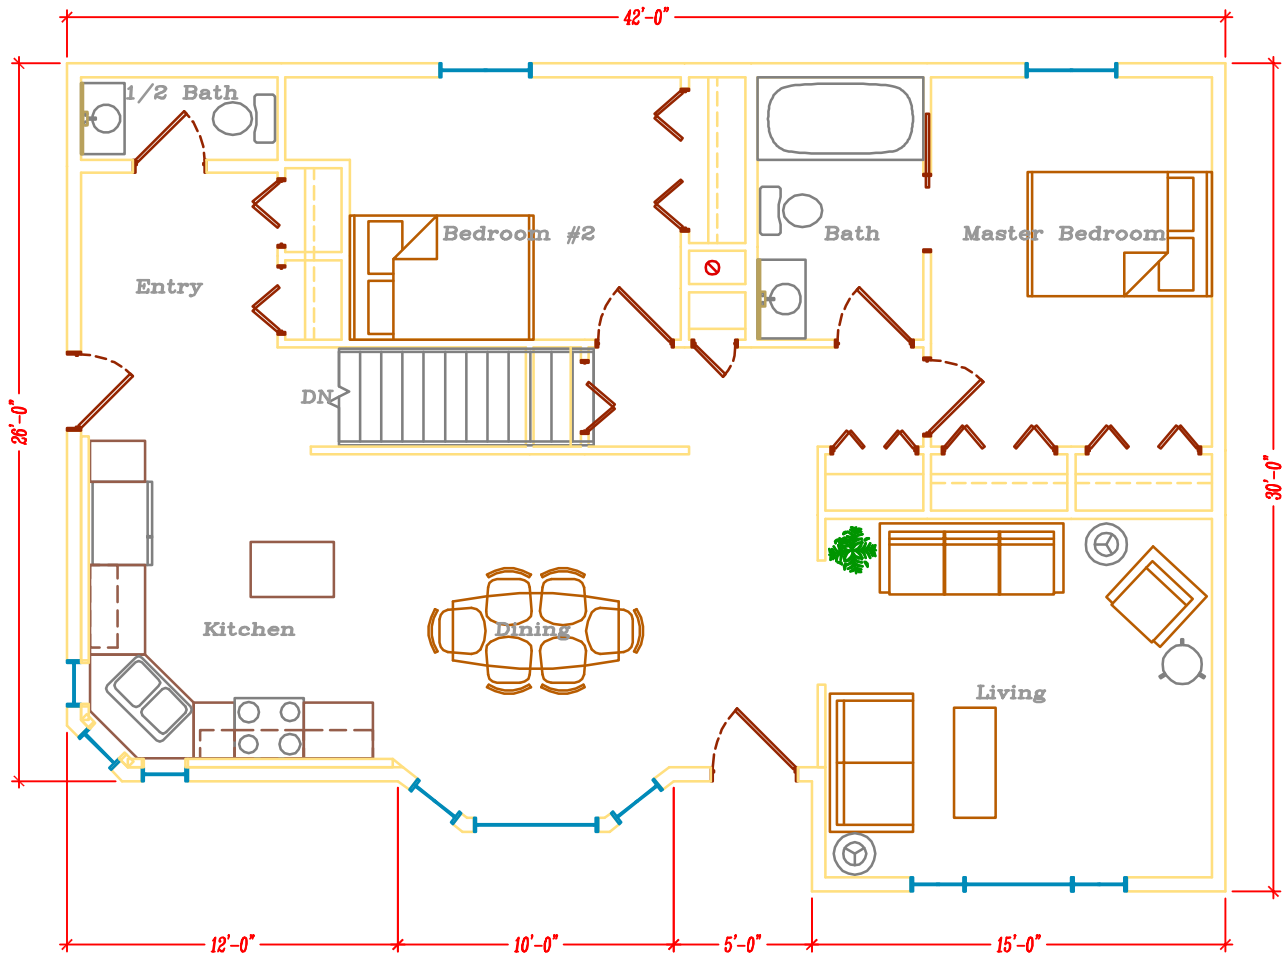 42'-0"
1/2 Bath
Bedroom #2
Bath
Master Bedroom
Entry
DN
26'-0"
30'-0"
Kitchen
Dining
Living
12'-0"
10'-0"
5'-0"
15'-0"